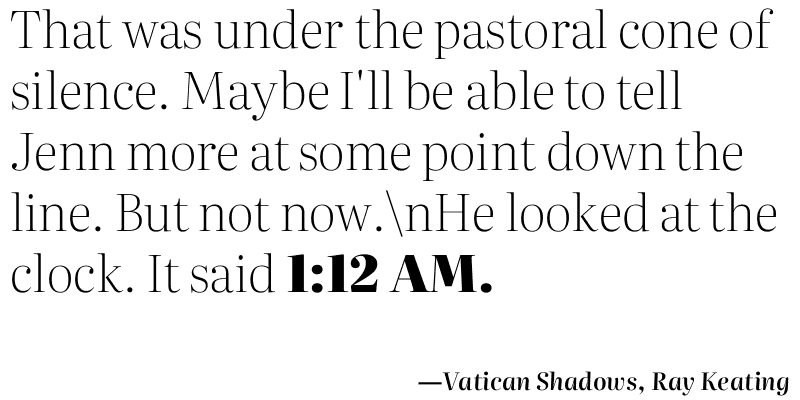 That was under the pastoral cone of
silence. Maybe I'll be able to tell
Jenn more at some point down the
line. But not now.\nHe looked at the
clock. It said 1:12 AM.
—Vatican Shadows, Ray Keating